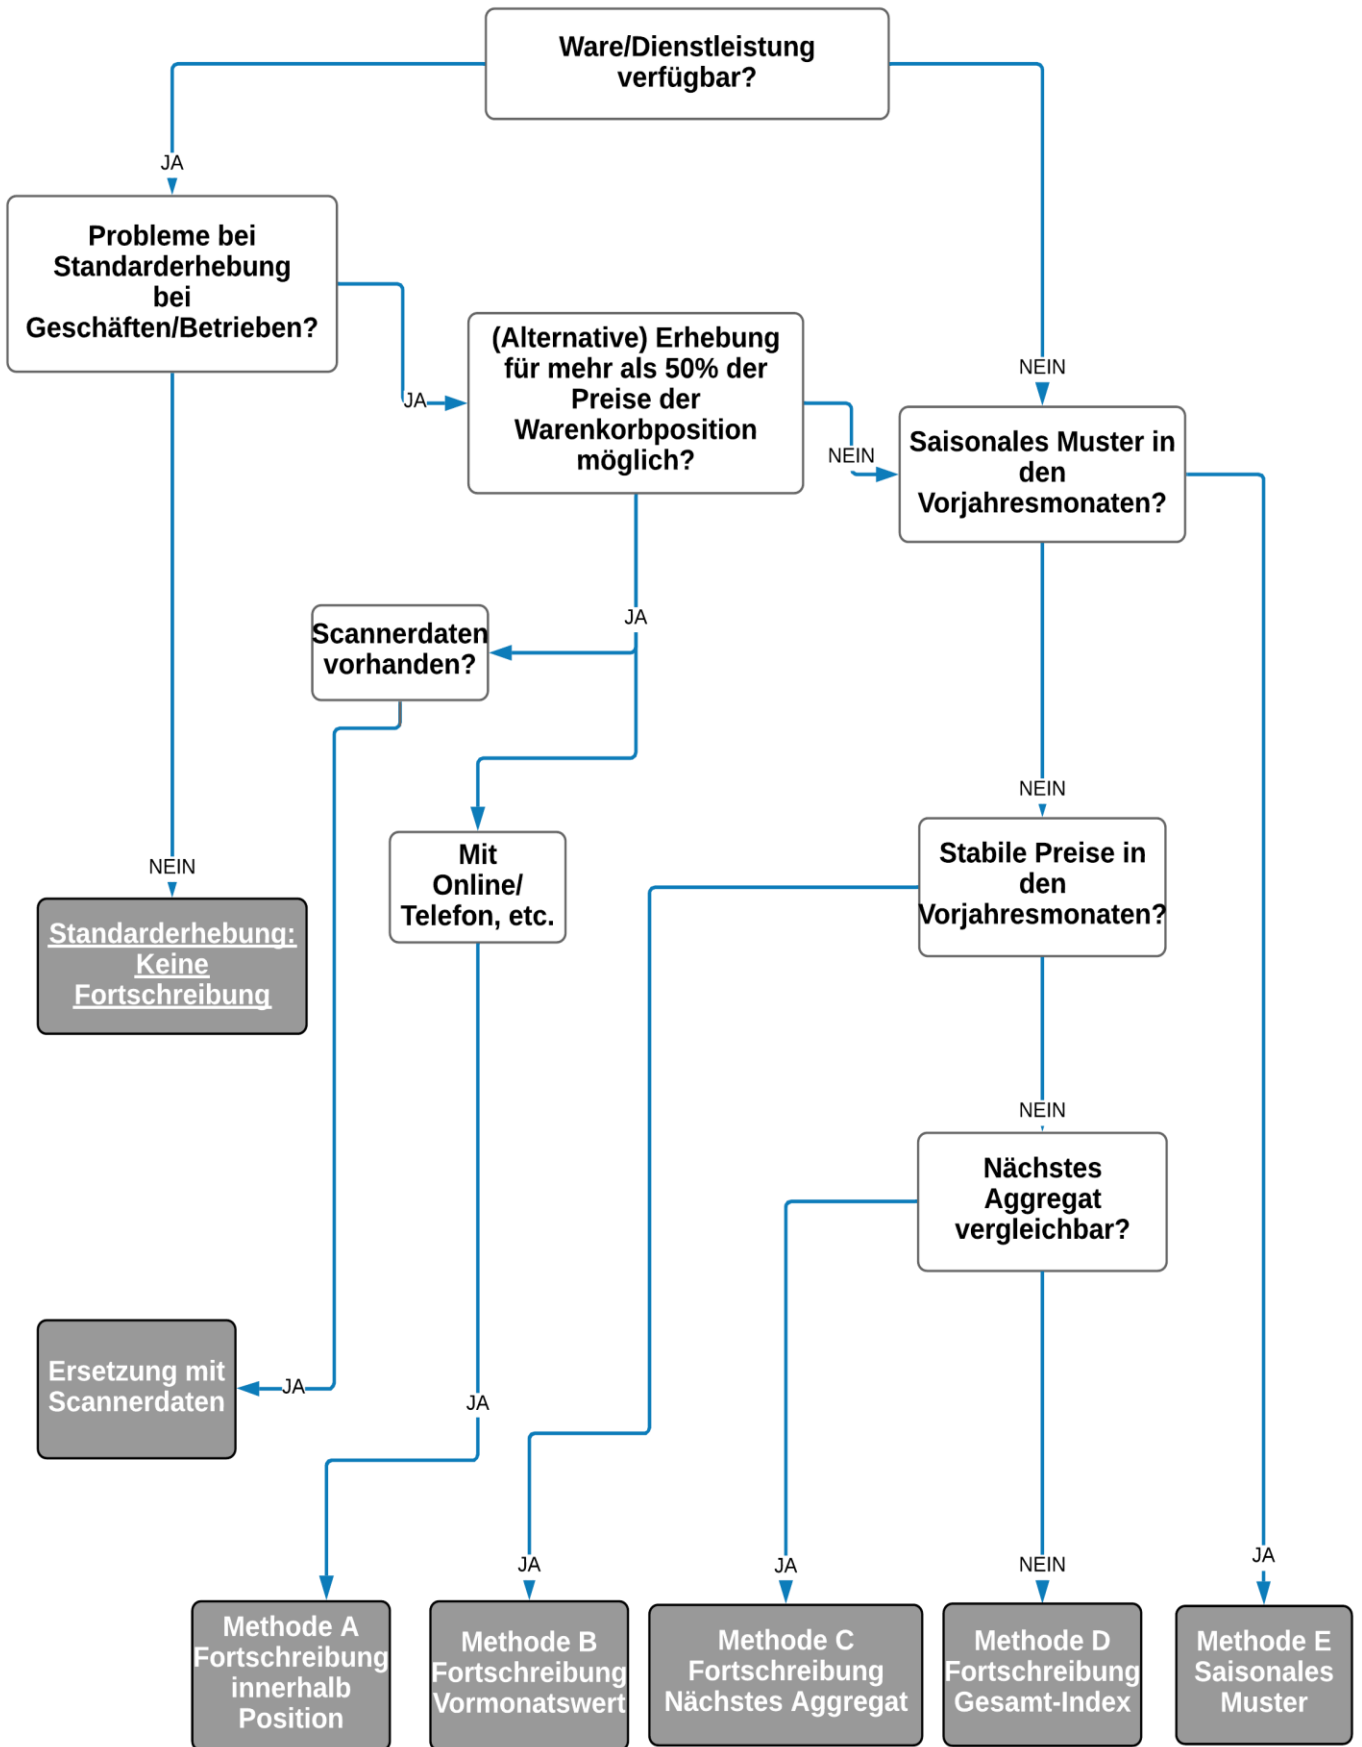 Ware/Dienstleistung
verfügbar?
JA
Probleme bei
Standarderhebung
bei
Geschäften/Betrieben?
(Alternative) Erhebung
für mehr als 50% der
Preise der
Warenkorbposition
möglich?
JA
NEIN
NEIN
Saisonales Muster in
den
Vorjahresmonaten?
JA
Scannerdaten
vorhanden?
NEIN
Mit
Online/
Telefon, etc.
Stabile Preise in
den
Vorjahresmonaten?
NEIN
Standarderhebung:
Keine
Fortschreibung
NEIN
Nächstes
Aggregat
vergleichbar?
Ersetzung mit
Scannerdaten
JA
JA
JA
JA
NEIN
JA
Methode A
Fortschreibung
innerhalb
Position
Methode B
Fortschreibung
Vormonatswert
Methode C
Fortschreibung
Nächstes Aggregat
Methode D
Fortschreibung
Gesamt-Index
Methode E
Saisonales
Muster